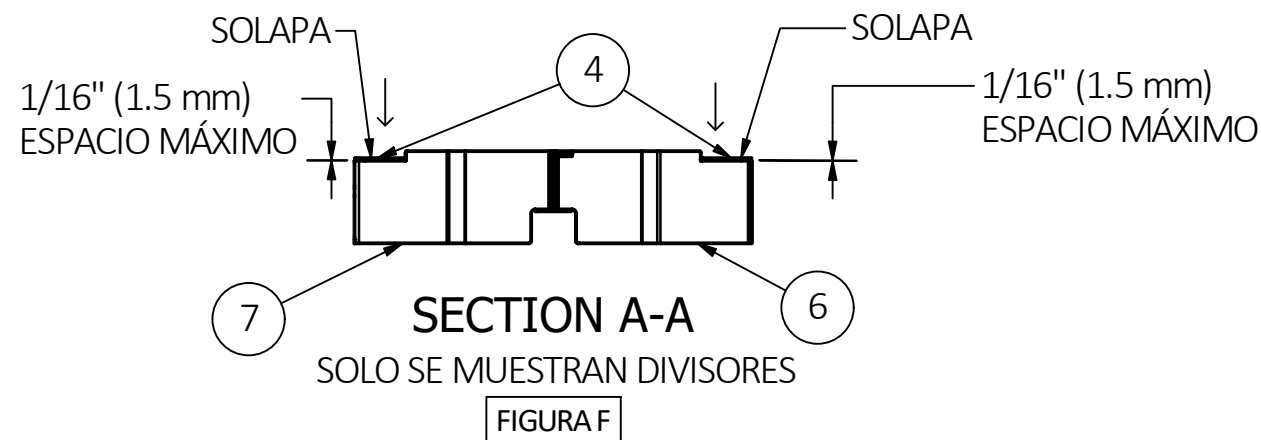 SOLAPA
SOLAPA
4
1/16" (1.5 mm)
ESPACIO MÁXIMO
1/16" (1.5 mm)
ESPACIO MÁXIMO
7
6
SECTION A-A
SOLO SE MUESTRAN DIVISORES
FIGURA F